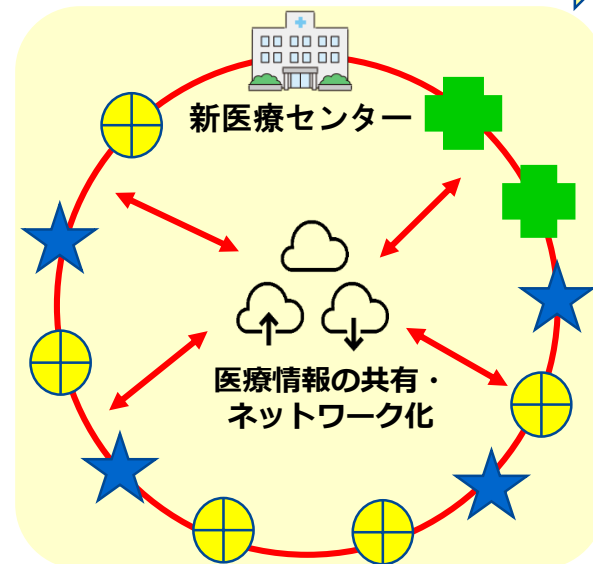 新医療センター
医療情報の共有・
ネットワーク化